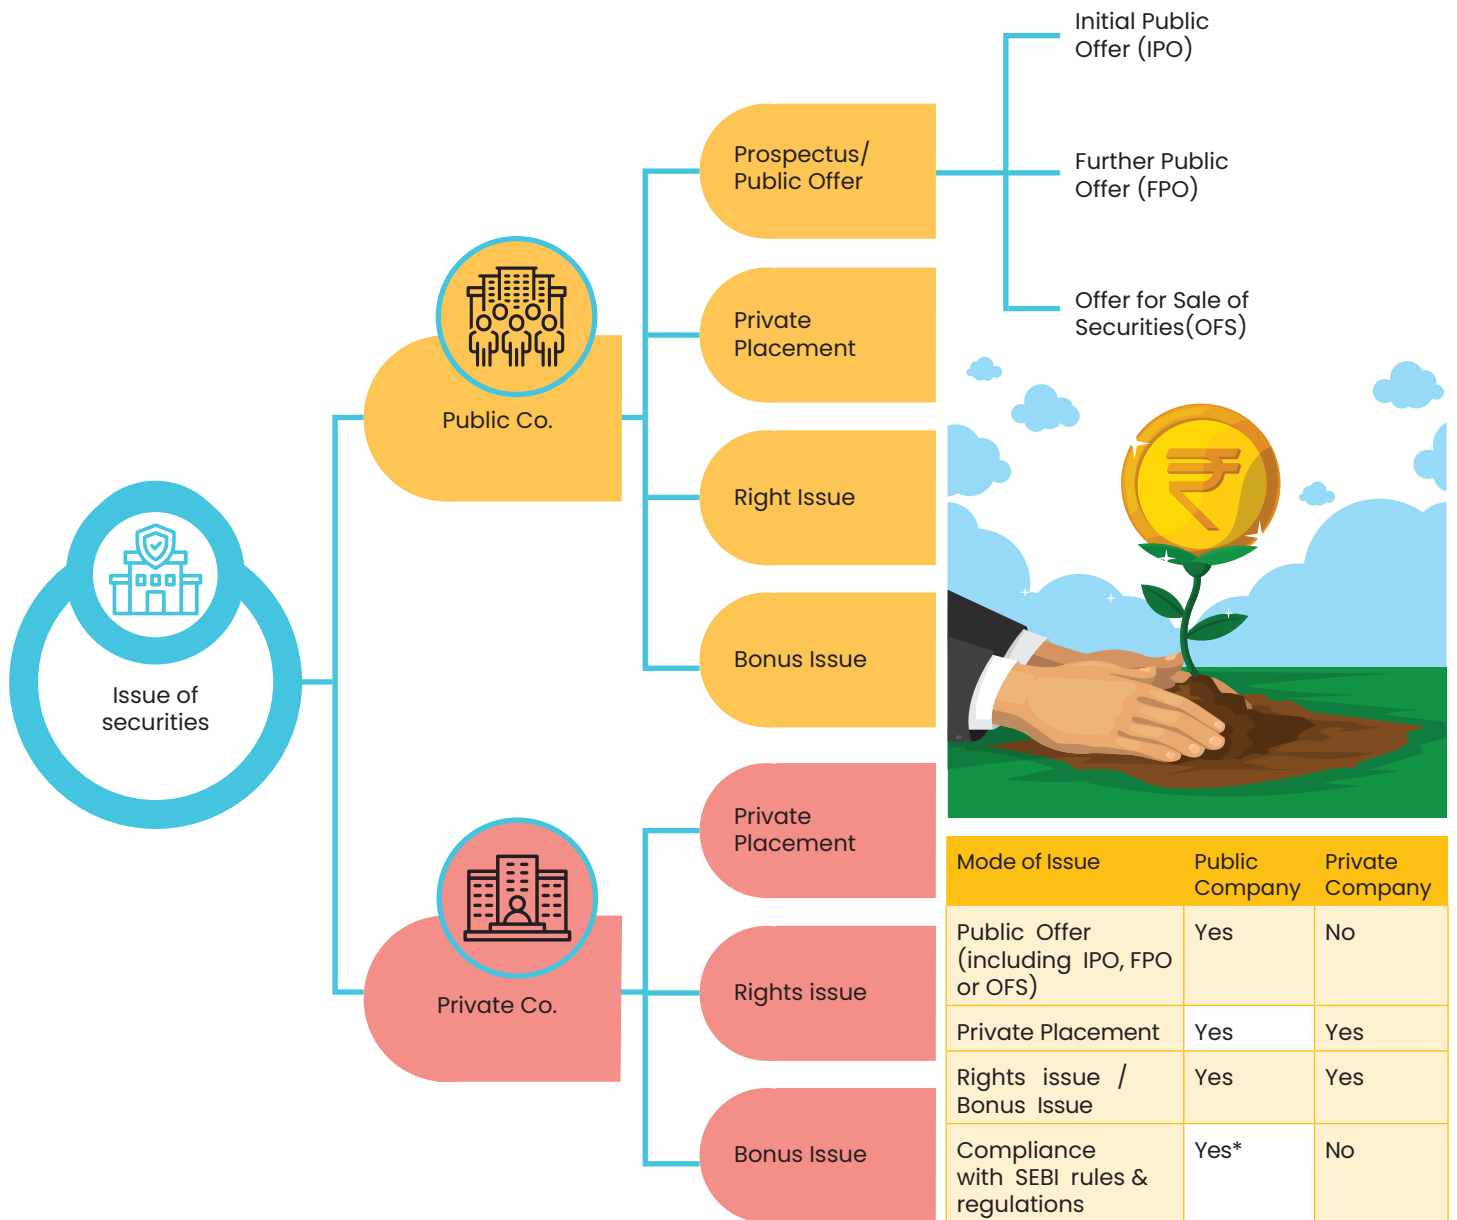 Issue of
securities
Public Co.
Prospectus/
Public Offer
Initial Public
Offer (IPO)
Further Public
Offer (FPO)
Offer for Sale of
Securities(OFS)
Private
Placement
Right Issue
Bonus Issue
Private Co.
Private
Placement
Rights issue
Bonus Issue
Mode of Issue
Public
Company
Private
Company
Public Offer
(including IPO, FPO
or OFS)
Yes
No
Private Placement
Yes
Yes
Rights issue /
Bonus Issue
Yes
Yes
Compliance
with SEBI rules &
regulations
Yes*
No
₹